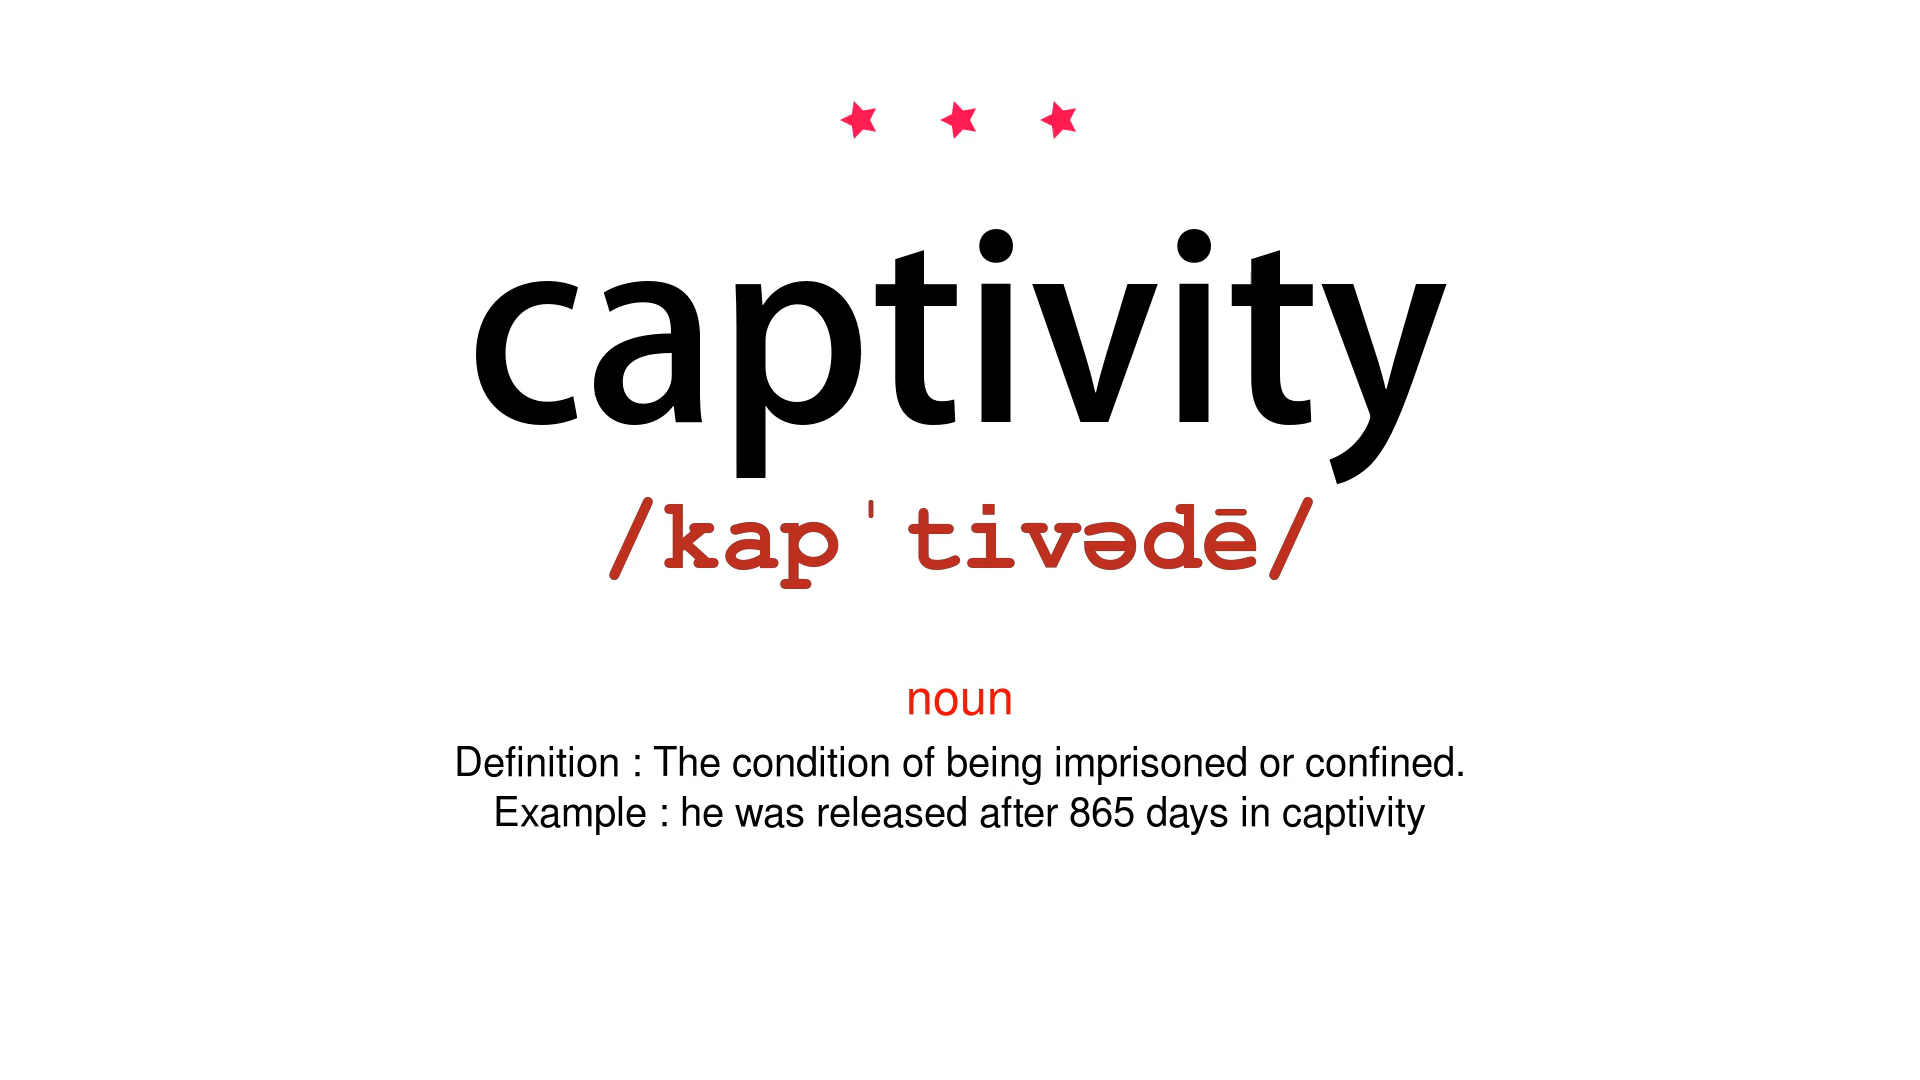 captivity
/kapˈtivədē/
noun
Definition : The condition of being imprisoned or confined.
Example : he was released after 865 days in captivity